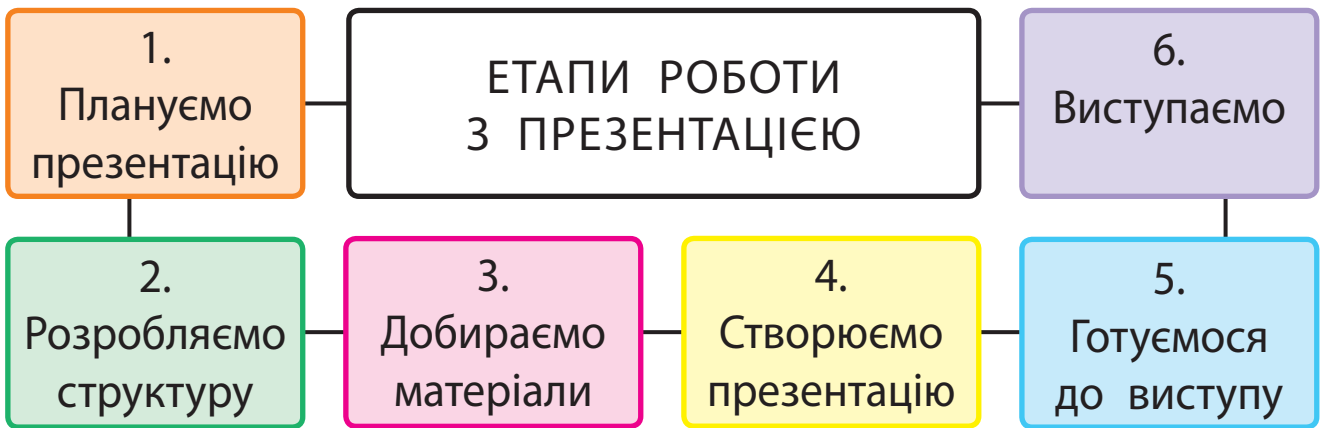 ЕТАПИ РОБОТИ
З ПРЕЗЕНТАЦІЄЮ
1.
Плануємо
презентацію
2.
Розробляємо
структуру
3.
Добираємо
матеріали
4.
Створюємо
презентацію
5.
Готуємося
до виступу
6.
Виступаємо